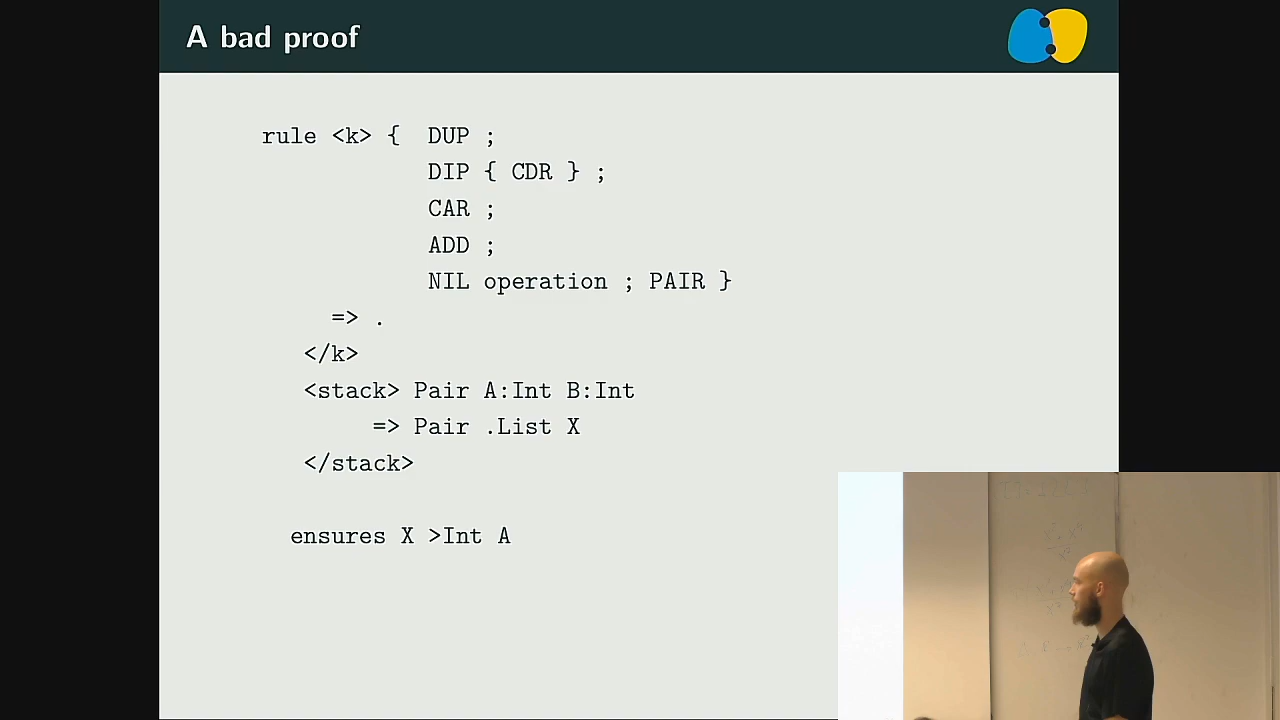 A bad proof
rule <k> { DUP ;
DIP { CDR } ;
CAR ;
ADD ;
NIL operation ; PAIR }
=> .
</k>
<stack> Pair A:Int B:Int
=> Pair .List X
</stack>
ensures X >Int A